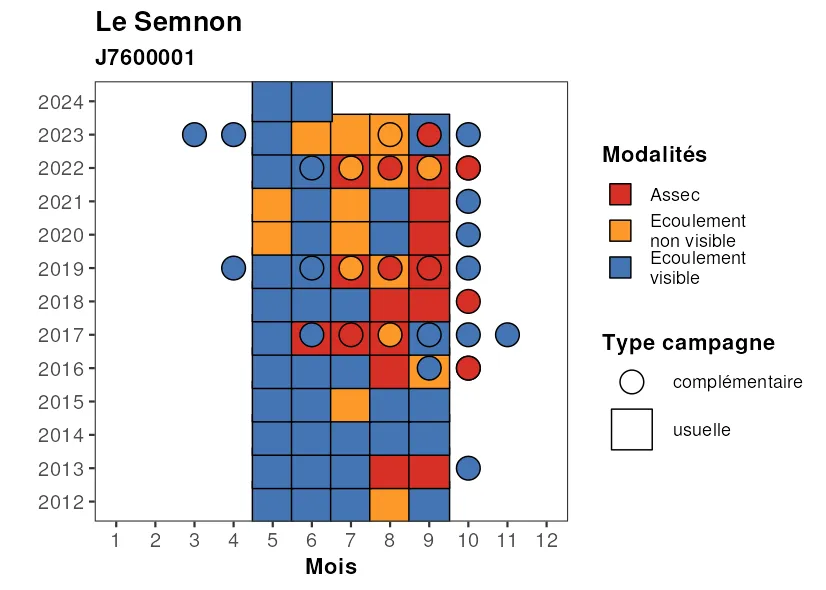 Le Semnon
J7600001
2024
2023
2022
2021
2020
2019
2018
2017
2016
2015
2014
2013
2012
1 2 3 4 5 6 7 8 9 10 11 12
Mois
Modalités
Assec
Ecoulement
non visible
Ecoulement
visible
Type campagne
complémentaire
usuelle